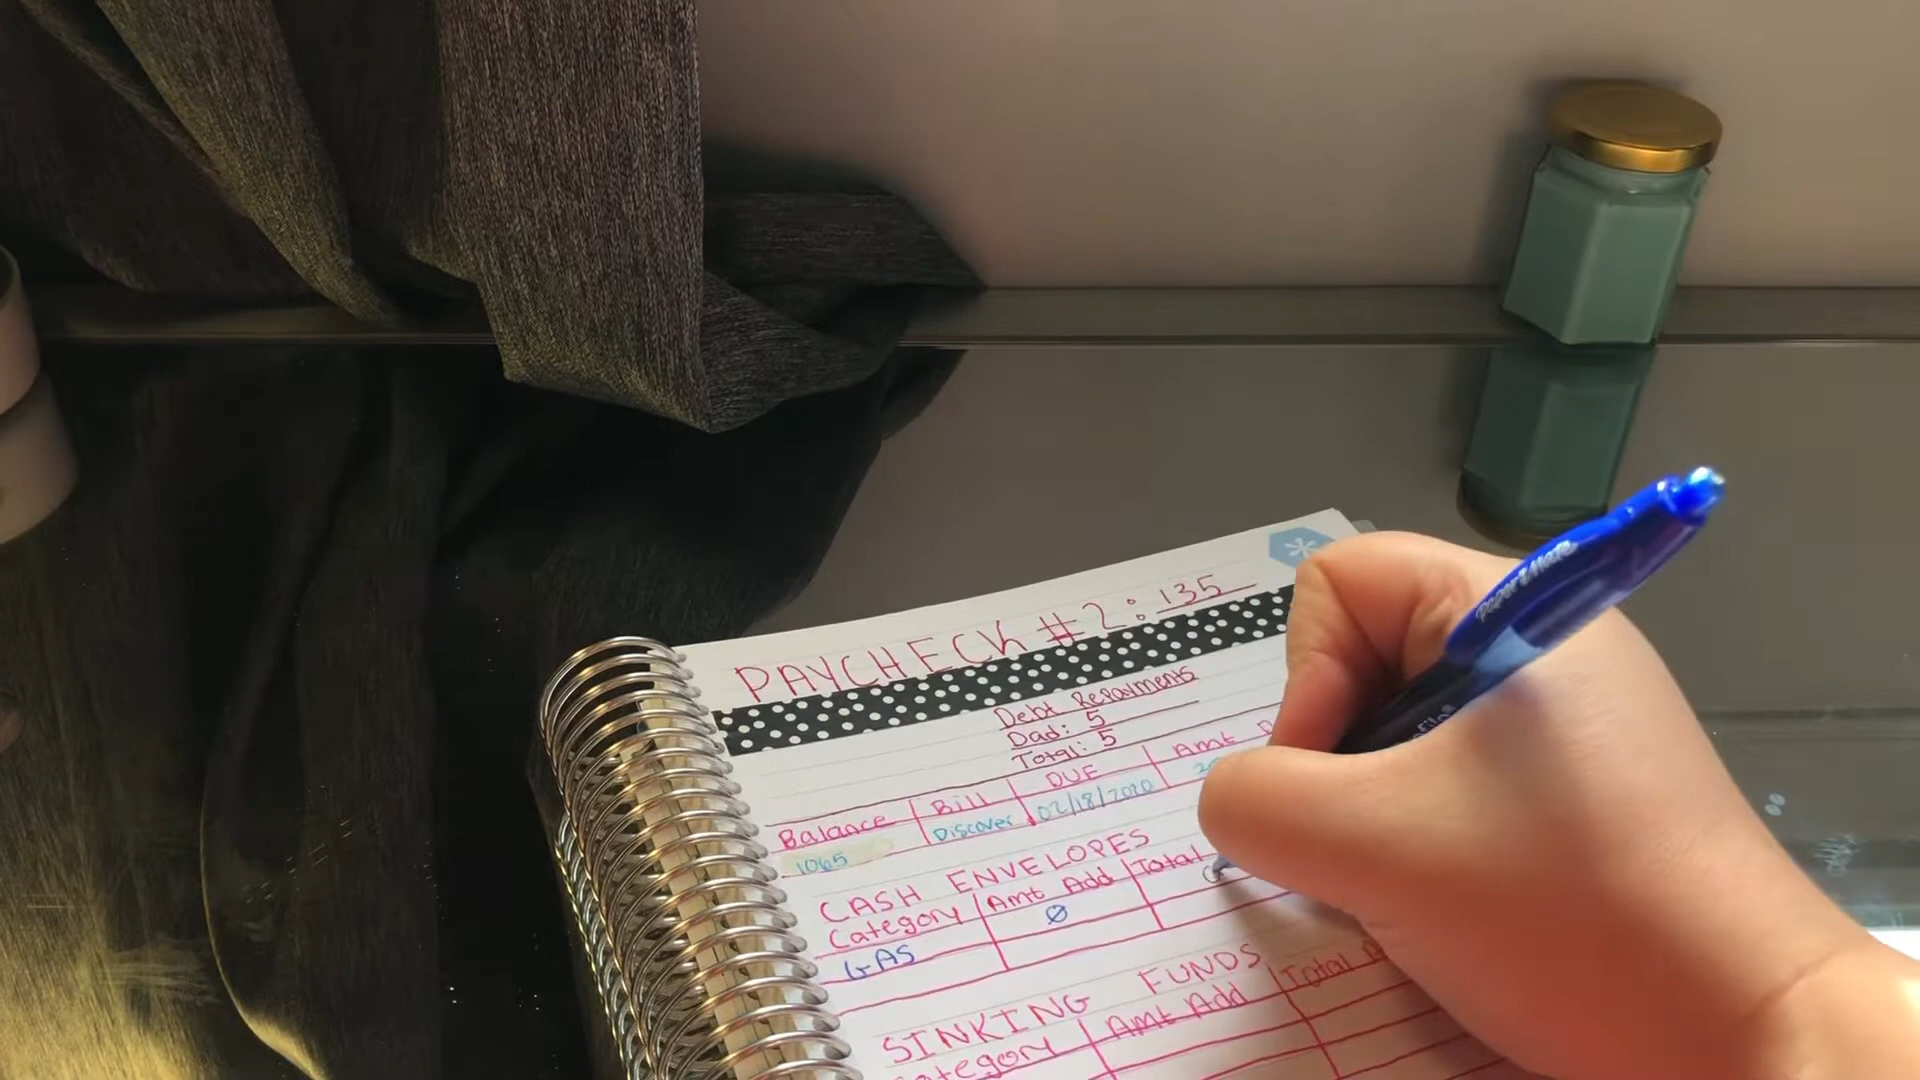 PAYCHECK #2: 135
Debt Repayments
Dad: 5
Total: 5
Balance Bill DUE Amt
1065 Discover 02/18/2020
CASH ENVELOPES
Category Amt Add Total
GAS Ø
SINKING FUNDS
Category Amt Add Total
PaperMate